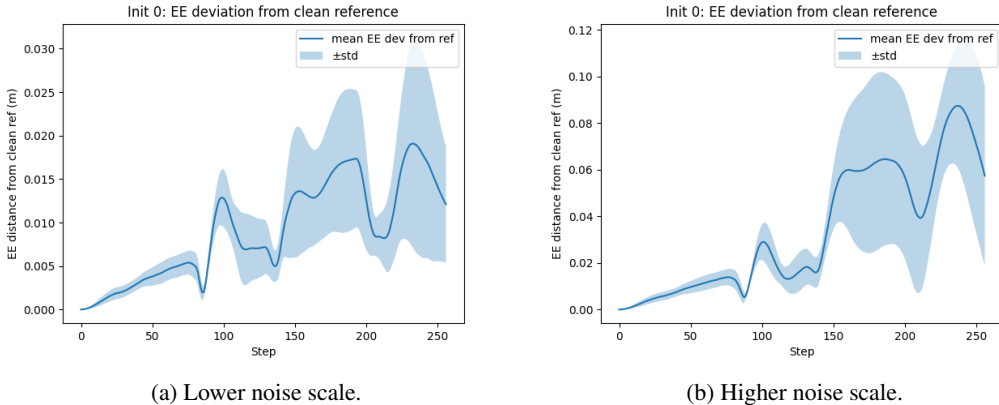 Init 0: EE deviation from clean reference
mean EE dev from ref
±std
0.030
0.025
0.020
0.015
0.010
0.005
0.000
EE distance from clean ref (m)
0
50
100
150
200
250
Step
(a) Lower noise scale.
Init 0: EE deviation from clean reference
mean EE dev from ref
±std
0.12
0.10
0.08
0.06
0.04
0.02
0.00
EE distance from clean ref (m)
0
50
100
150
200
250
Step
(b) Higher noise scale.